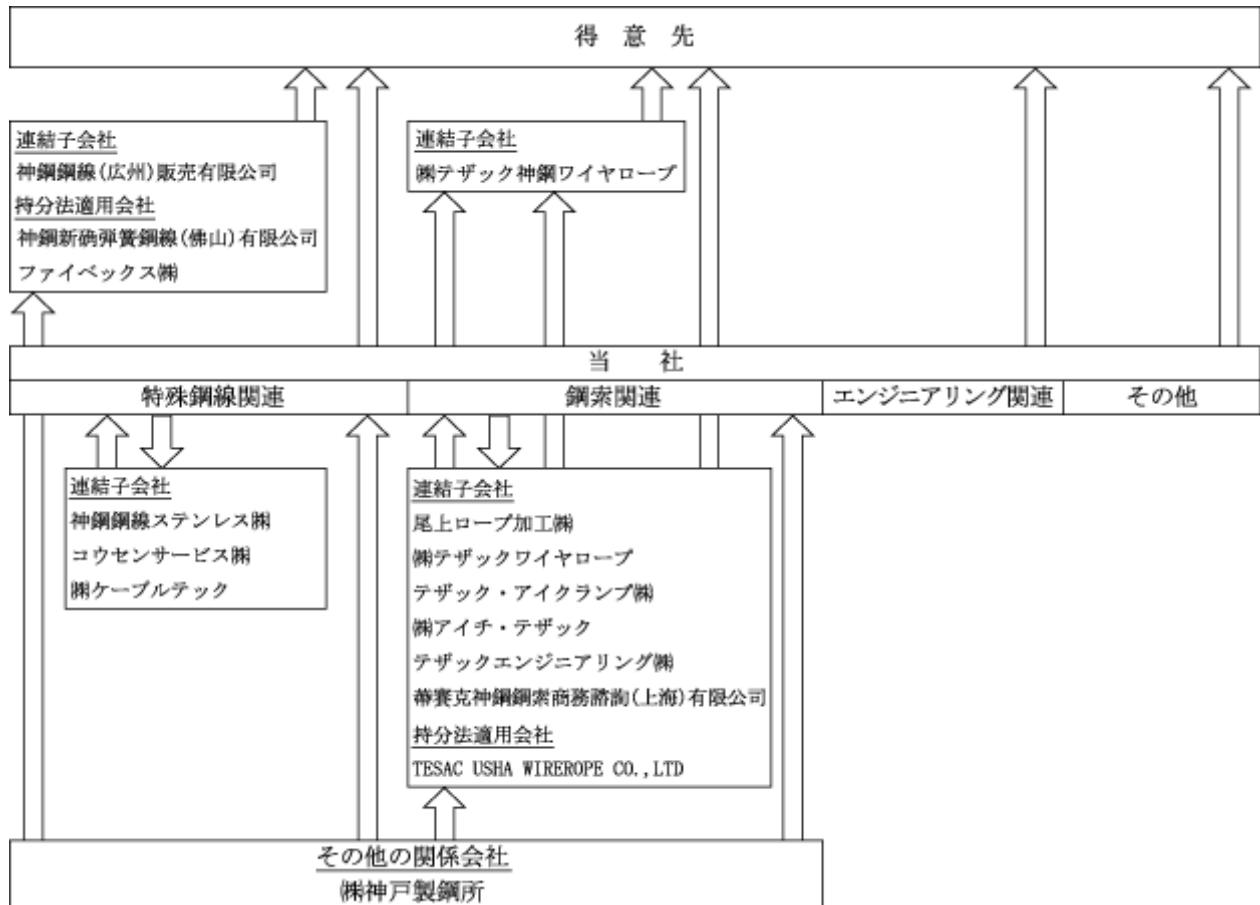 得 意 先
連結子会社
神鋼鋼線(広州)販売有限公司
持分法適用会社
神鋼新确弾簧鋼線(佛山)有限公司
ファイベックス㈱
連結子会社
㈱テザック神鋼ワイヤロープ
当 社
特殊鋼線関連
鋼索関連
エンジニアリング関連
その他
連結子会社
神鋼鋼線ステンレス㈱
コウセンサービス㈱
㈱ケーブルテック
連結子会社
尾上ロープ加工㈱
㈱テザックワイヤロープ
テザック・アイクランプ㈱
㈱アイチ・テザック
テザックエンジニアリング㈱
蒂賽克神鋼鋼索商務諮詢(上海)有限公司
持分法適用会社
TESAC USHA WIREROPE CO.,LTD
その他の関係会社
㈱神戸製鋼所